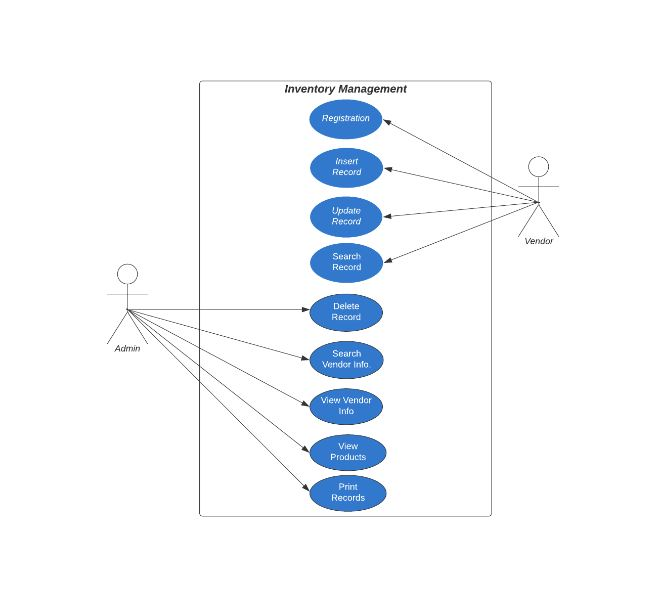 Inventory Management
Registration
Insert
Record
Update
Record
Vendor
Search
Record
Delete
Record
Admin
Search
Vendor Info.
View Vendor
Info
View
Products
Print
Records